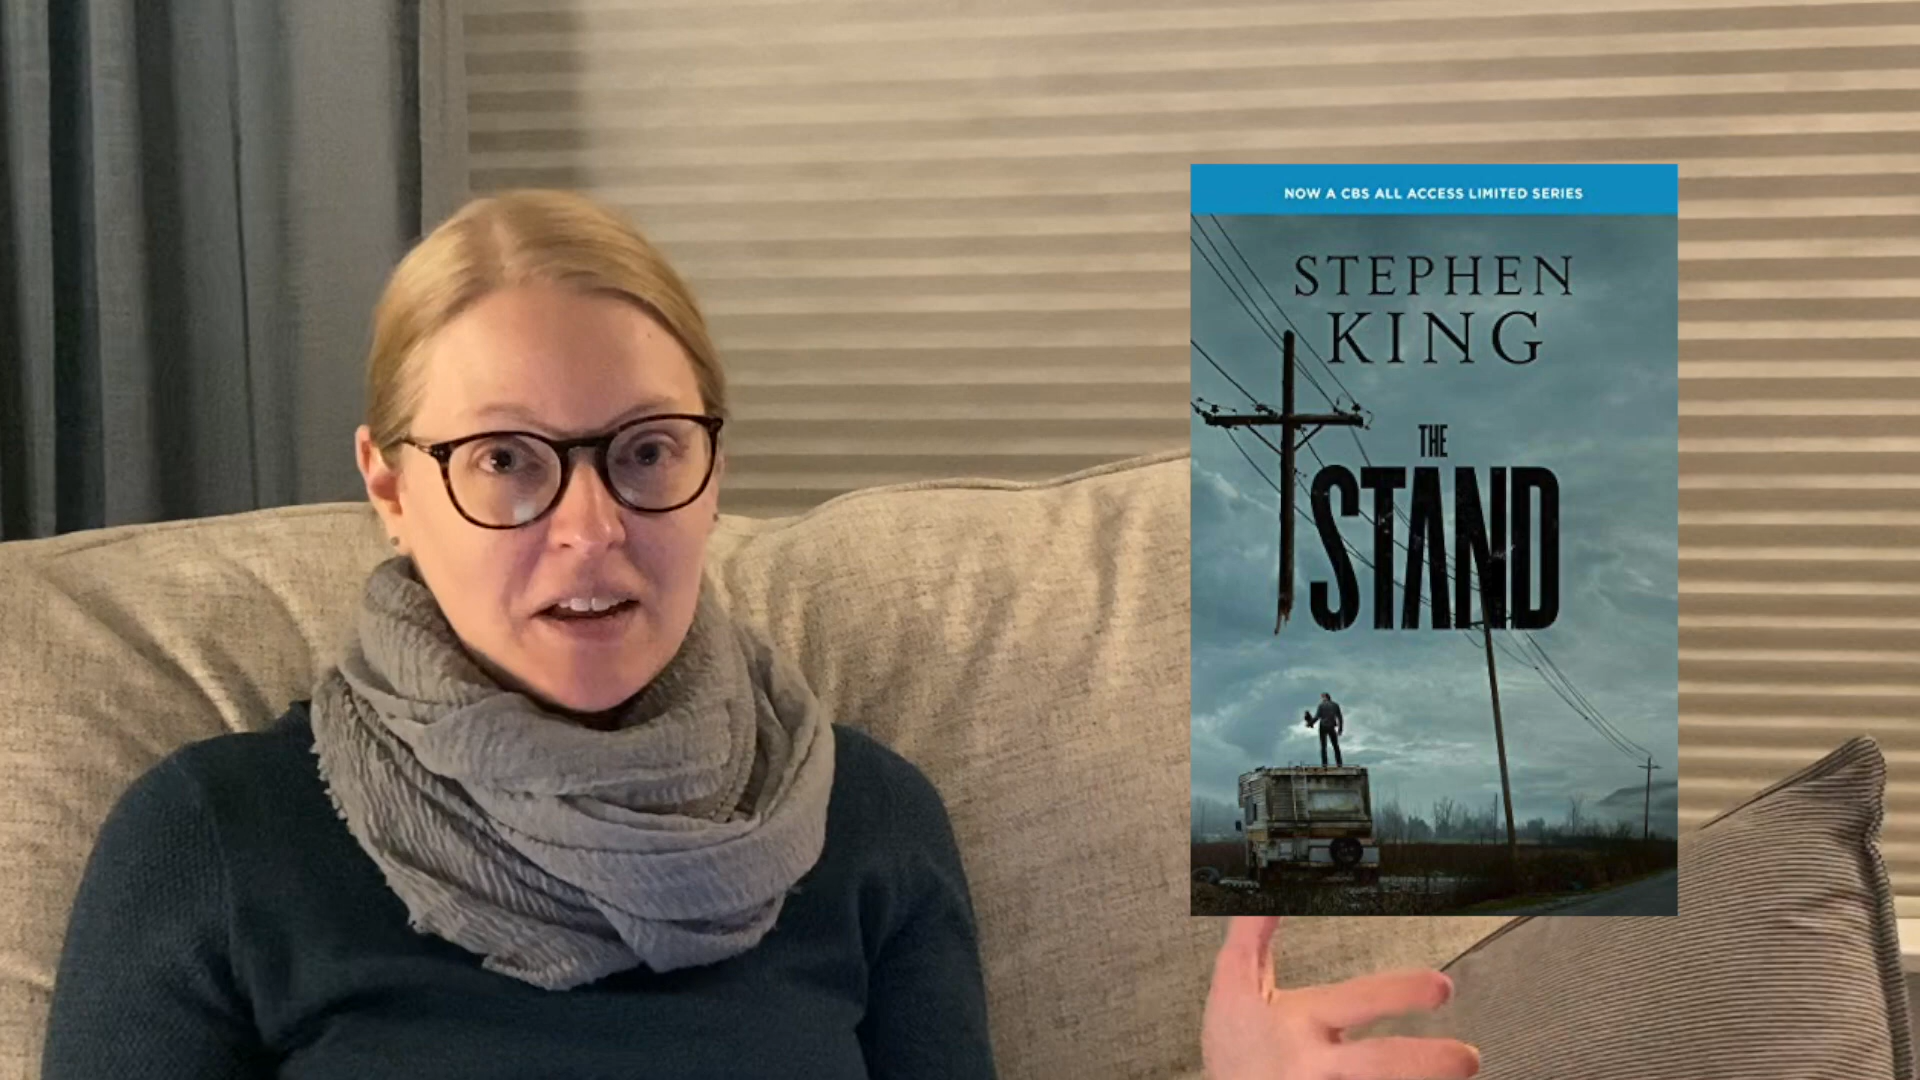 NOW A CBS ALL ACCESS LIMITED SERIES
STEPHEN
KING
THE
STAND